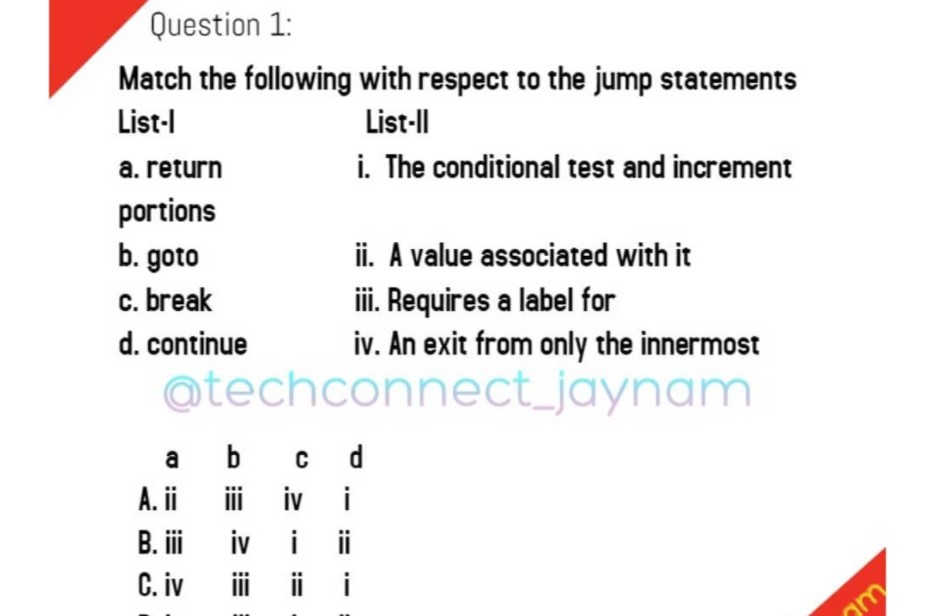 Question 1:
Match the following with respect to the jump statements
List-I List-II
a. return i. The conditional test and increment
portions
b. goto ii. A value associated with it
c. break iii. Requires a label for
d. continue iv. An exit from only the innermost
@techconnect_jaynam
a b c d
A. ii iii iv i
B. iii iv i ii
C. iv iii ii i
am